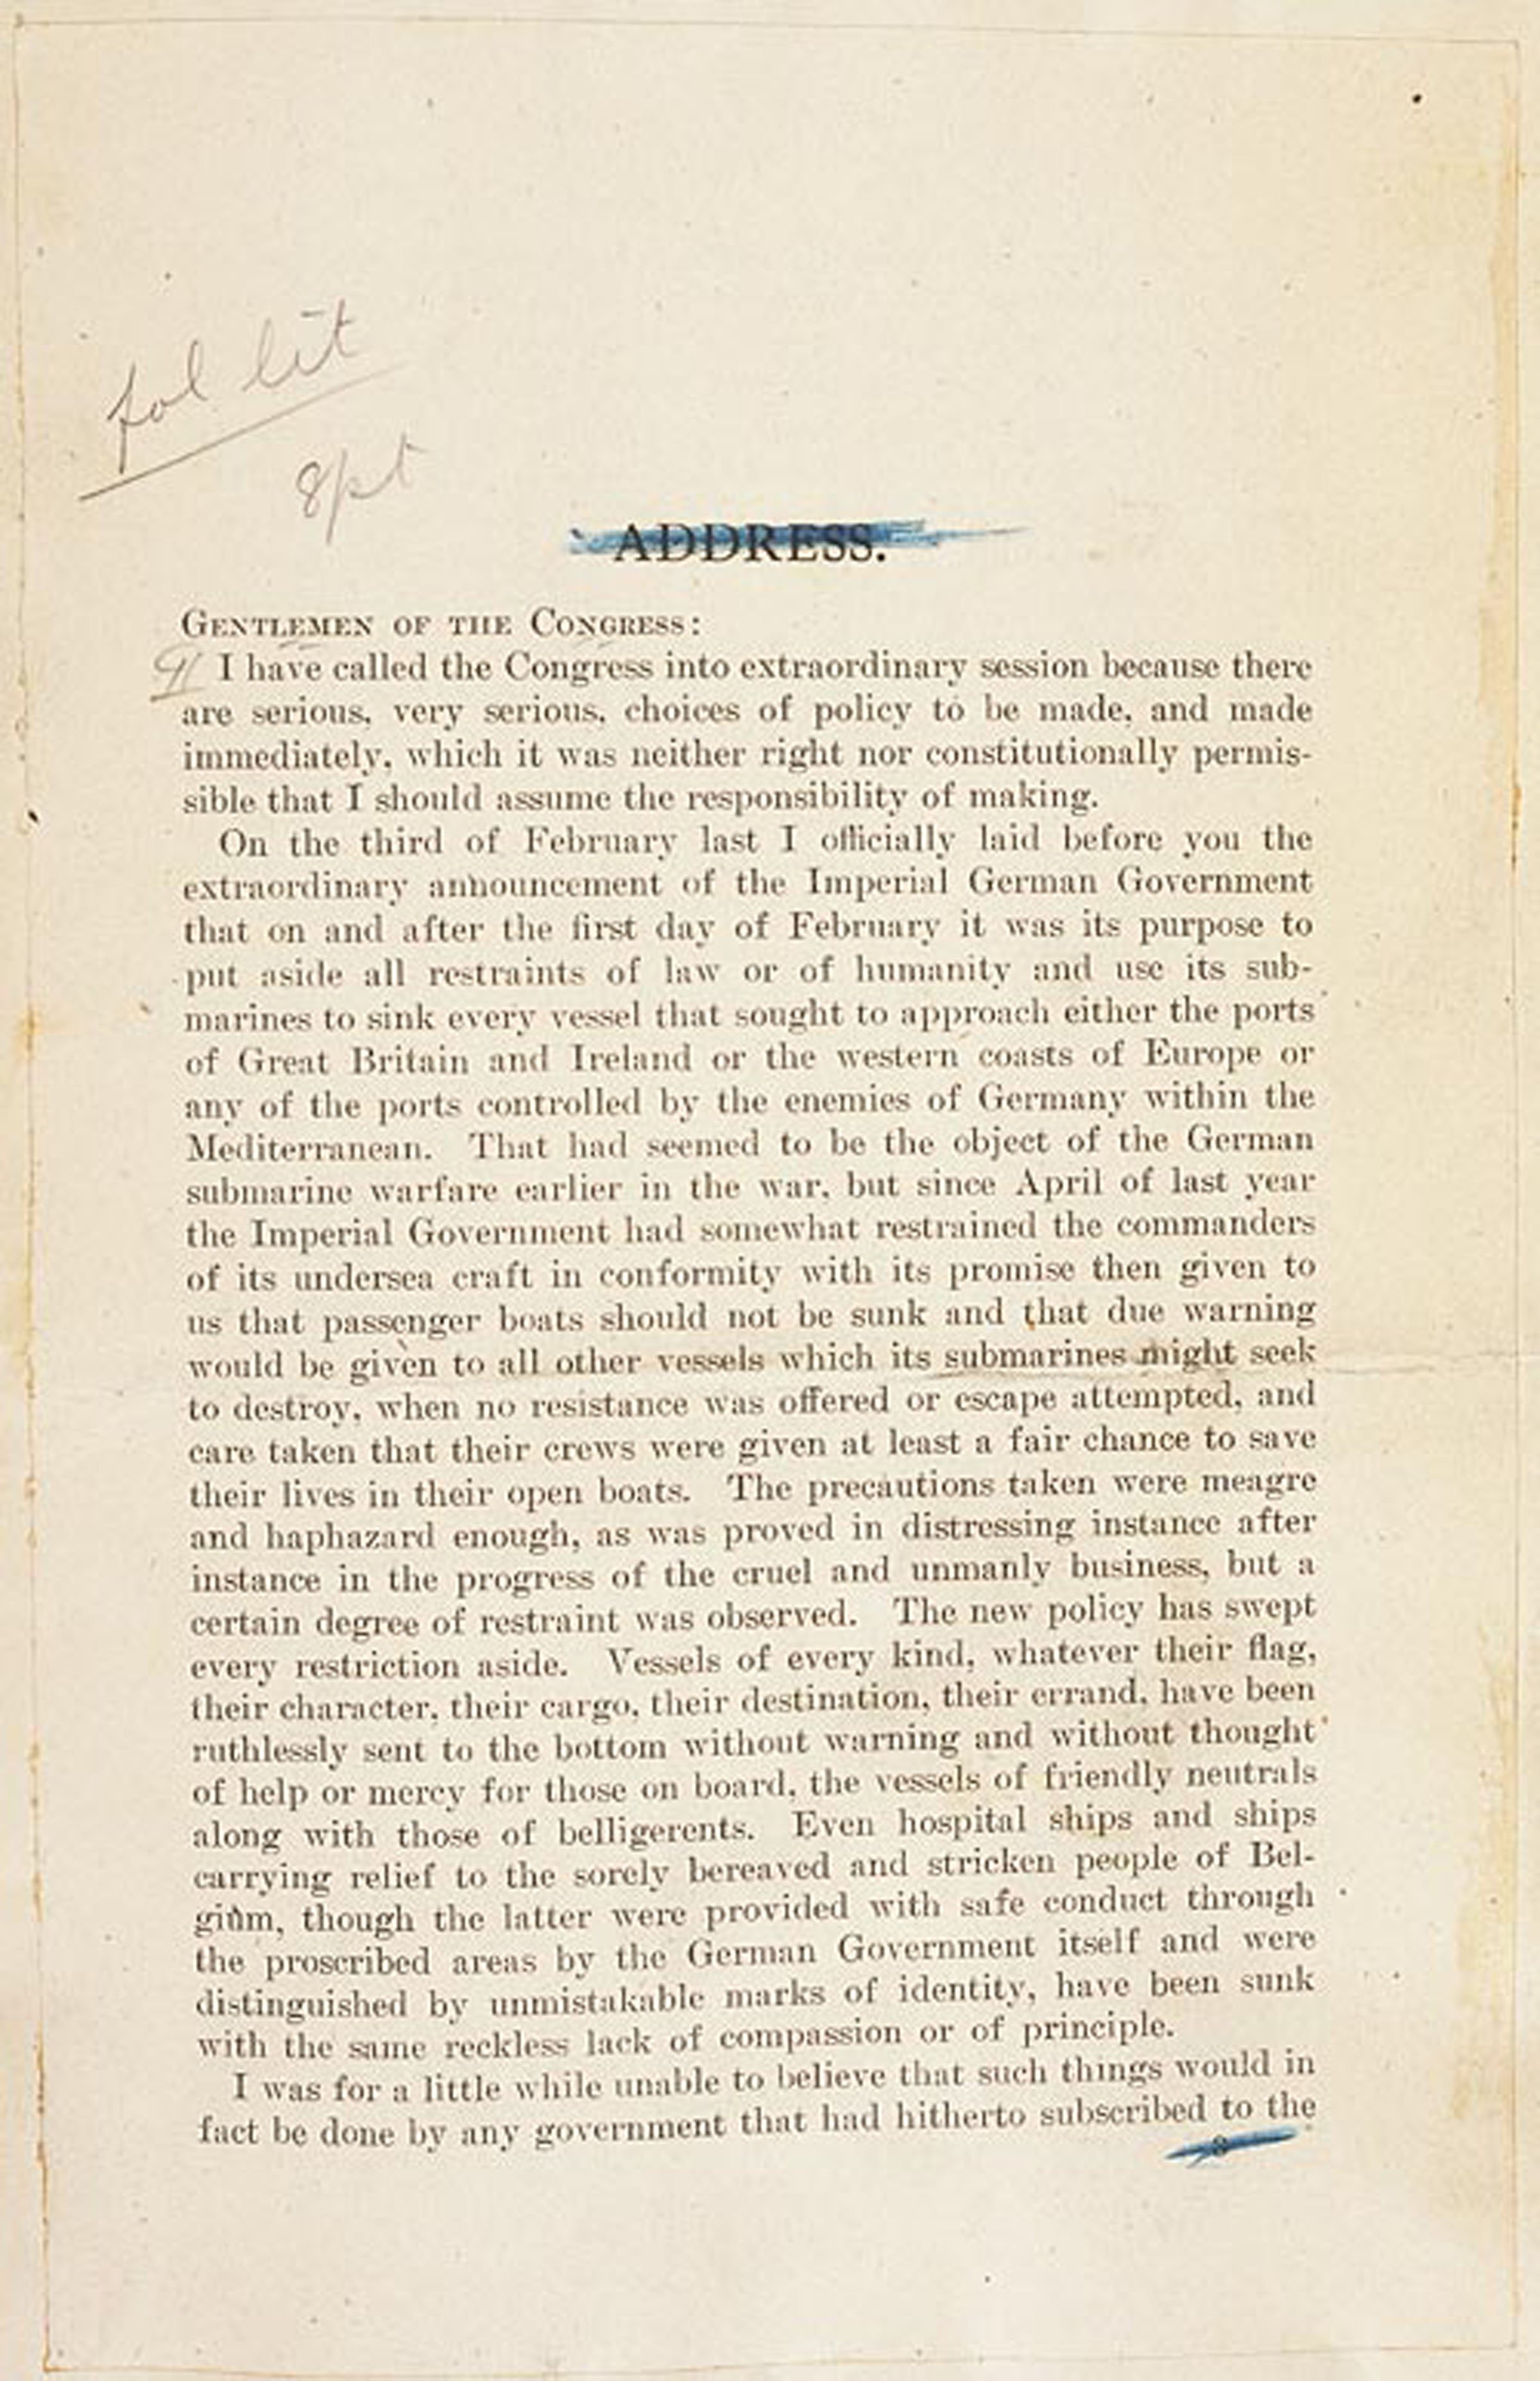 fol lit
8pt
ADDRESS.
GENTLEMEN OF THE CONGRESS:
¶ I have called the Congress into extraordinary session because there
are serious, very serious, choices of policy to be made, and made
immediately, which it was neither right nor constitutionally permis-
sible that I should assume the responsibility of making.
On the third of February last I officially laid before you the
extraordinary announcement of the Imperial German Government
that on and after the first day of February it was its purpose to
put aside all restraints of law or of humanity and use its sub-
marines to sink every vessel that sought to approach either the ports
of Great Britain and Ireland or the western coasts of Europe or
any of the ports controlled by the enemies of Germany within the
Mediterranean. That had seemed to be the object of the German
submarine warfare earlier in the war, but since April of last year
the Imperial Government had somewhat restrained the commanders
of its undersea craft in conformity with its promise then given to
us that passenger boats should not be sunk and that due warning
would be given to all other vessels which its submarines might seek
to destroy, when no resistance was offered or escape attempted, and
care taken that their crews were given at least a fair chance to save
their lives in their open boats. The precautions taken were meagre
and haphazard enough, as was proved in distressing instance after
instance in the progress of the cruel and unmanly business, but a
certain degree of restraint was observed. The new policy has swept
every restriction aside. Vessels of every kind, whatever their flag,
their character, their cargo, their destination, their errand, have been
ruthlessly sent to the bottom without warning and without thought
of help or mercy for those on board, the vessels of friendly neutrals
along with those of belligerents. Even hospital ships and ships
carrying relief to the sorely bereaved and stricken people of Bel-
gium, though the latter were provided with safe conduct through
the proscribed areas by the German Government itself and were
distinguished by unmistakable marks of identity, have been sunk
with the same reckless lack of compassion or of principle.
I was for a little while unable to believe that such things would in
fact be done by any government that had hitherto subscribed to the